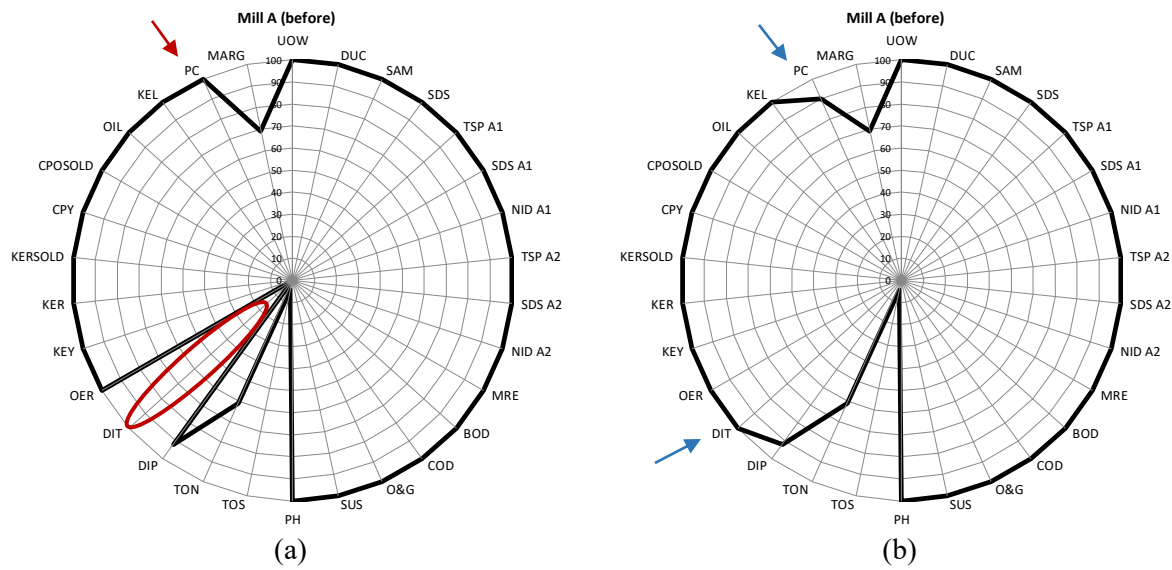 Mill A (before)
UOW
DUC
SAM
SDS
TSP A1
SDS A1
NID A1
TSP A2
SDS A2
NID A2
MRE
BOD
COD
O&G
SUS
PH
TOS
TON
DIP
DIT
OER
KEY
KER
KERSOLD
CPY
CPOSOLD
OIL
KEL
PC
MARG
100
90
80
70
60
50
40
30
20
10
0
(a)
Mill A (before)
UOW
DUC
SAM
SDS
TSP A1
SDS A1
NID A1
TSP A2
SDS A2
NID A2
MRE
BOD
COD
O&G
SUS
PH
TOS
TON
DIP
DIT
OER
KEY
KER
KERSOLD
CPY
CPOSOLD
OIL
KEL
PC
MARG
100
90
80
70
60
50
40
30
20
10
0
(b)